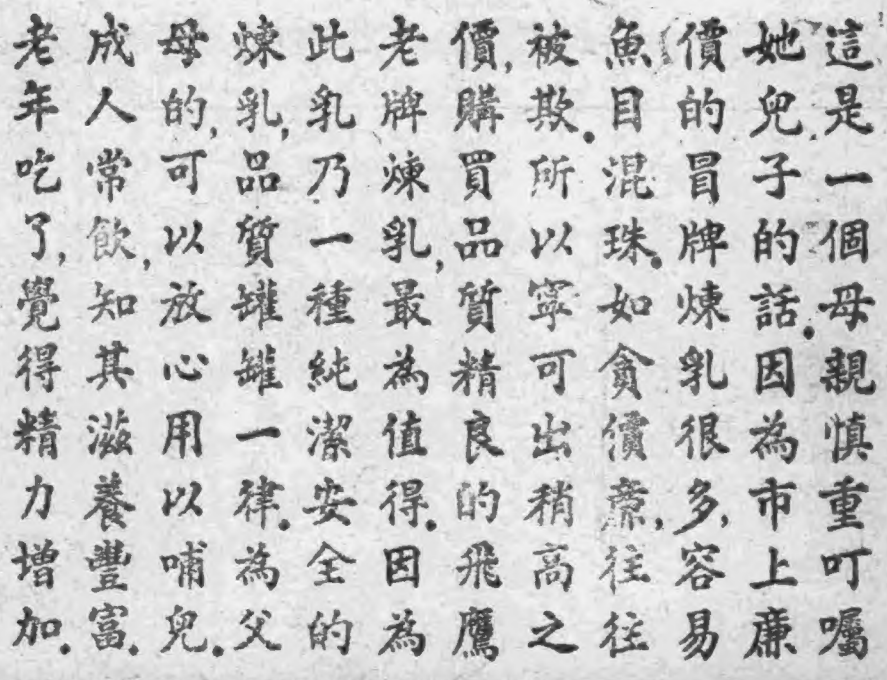 這是一個母親慎重叮囑
她兒子的話。因為市上廉
價的冒牌煉乳很多,容易
魚目混珠。如貪價廉,往往
被欺。所以寧可出稍高之
價,購買品質精良的飛鷹
老牌煉乳,最為值得。因為
此乳乃一種純潔安全的
煉乳,品質罐罐一律。為父
母的,可以放心用以哺兒。
成人常飲,知其滋養豐富。
老年吃了,覺得精力增加。